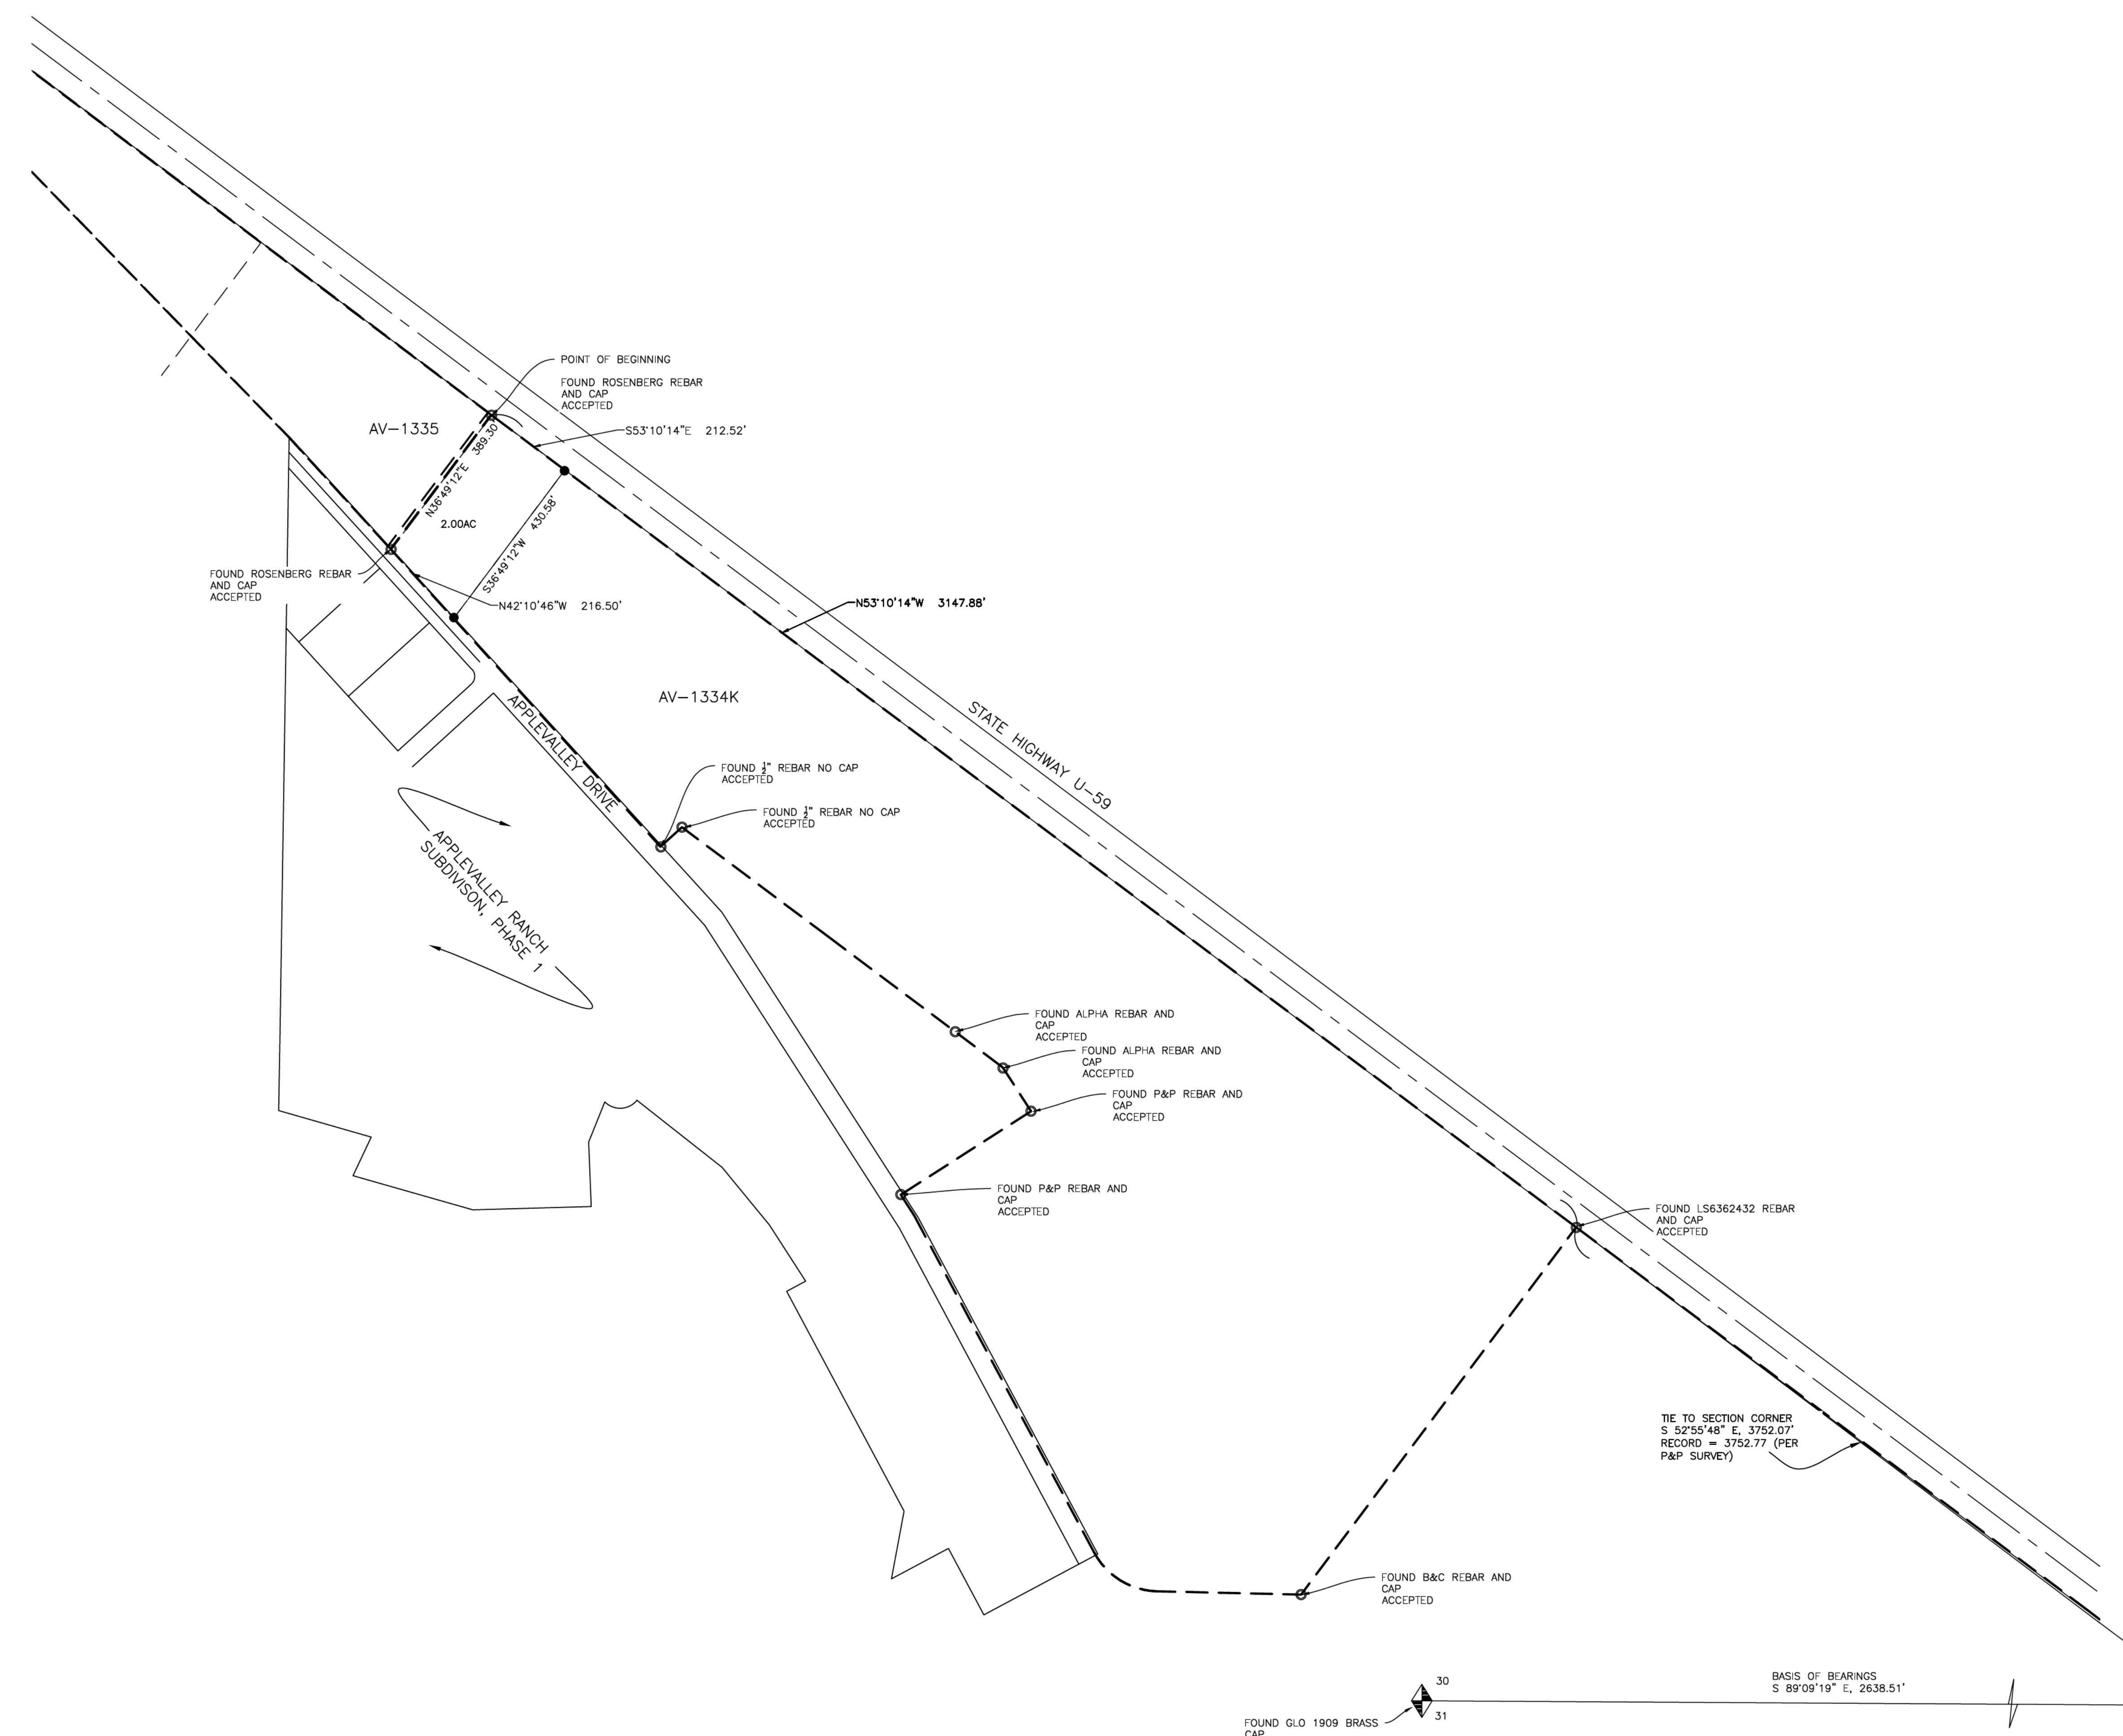 POINT OF BEGINNING
FOUND ROSENBERG REBAR
AND CAP
ACCEPTED
AV-1335
S53°10'14"E 212.52'
N36°49'12"E 389.30'
2.00AC
S36°49'12"W 430.58'
FOUND ROSENBERG REBAR
AND CAP
ACCEPTED
N42°10'46"W 216.50'
N53°10'14"W 3147.88'
AV-1334K
STATE HIGHWAY U-59
APPLEVALLEY DRIVE
FOUND ½" REBAR NO CAP
ACCEPTED
FOUND ½" REBAR NO CAP
ACCEPTED
APPLEVALLEY RANCH
SUBDIVISON, PHASE 1
FOUND ALPHA REBAR AND
CAP
ACCEPTED
FOUND ALPHA REBAR AND
CAP
ACCEPTED
FOUND P&P REBAR AND
CAP
ACCEPTED
FOUND P&P REBAR AND
CAP
ACCEPTED
FOUND LS6362432 REBAR
AND CAP
ACCEPTED
TIE TO SECTION CORNER
S 52°55'48" E, 3752.07'
RECORD = 3752.77 (PER
P&P SURVEY)
FOUND B&C REBAR AND
CAP
ACCEPTED
30
31
BASIS OF BEARINGS
S 89°09'19" E, 2638.51'
FOUND GLO 1909 BRASS
CAP